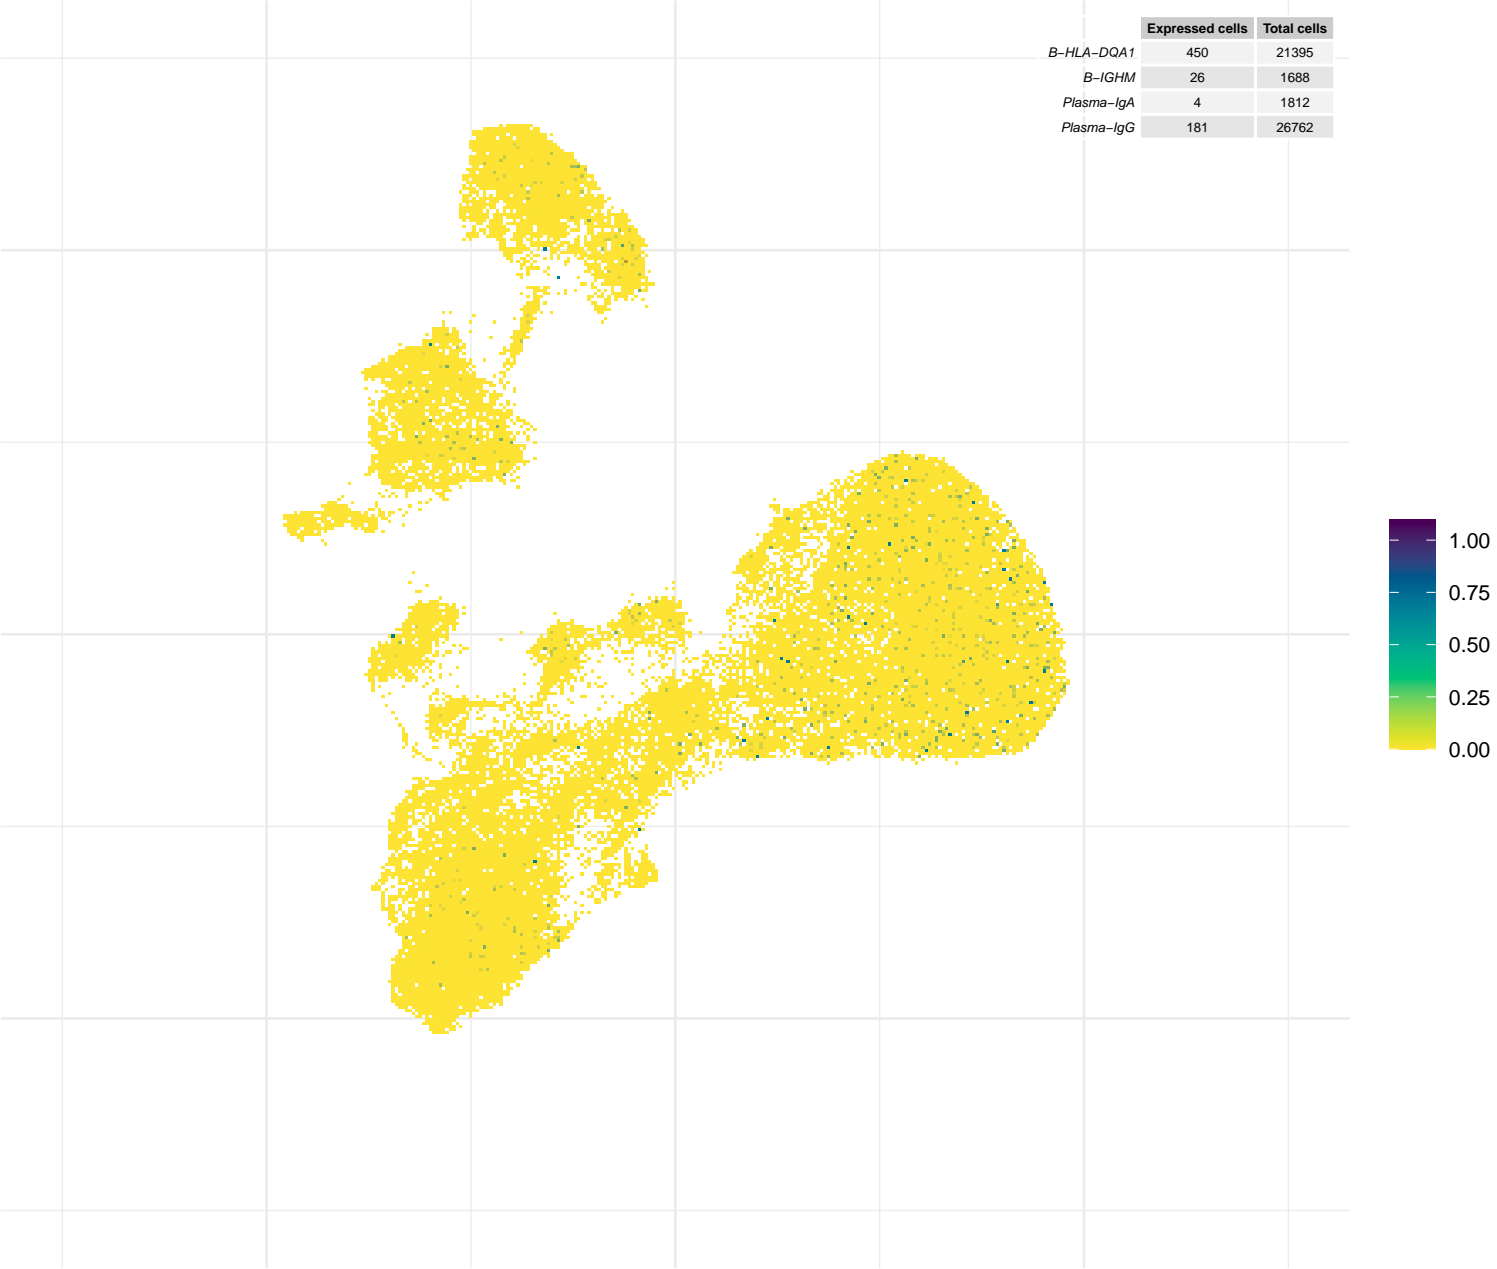 Expressed cells Total cells
B−HLA−DQA1 450 21395
B−IGHM 26 1688
Plasma−IgA 4 1812
Plasma−IgG 181 26762
1.00
0.75
0.50
0.25
0.00